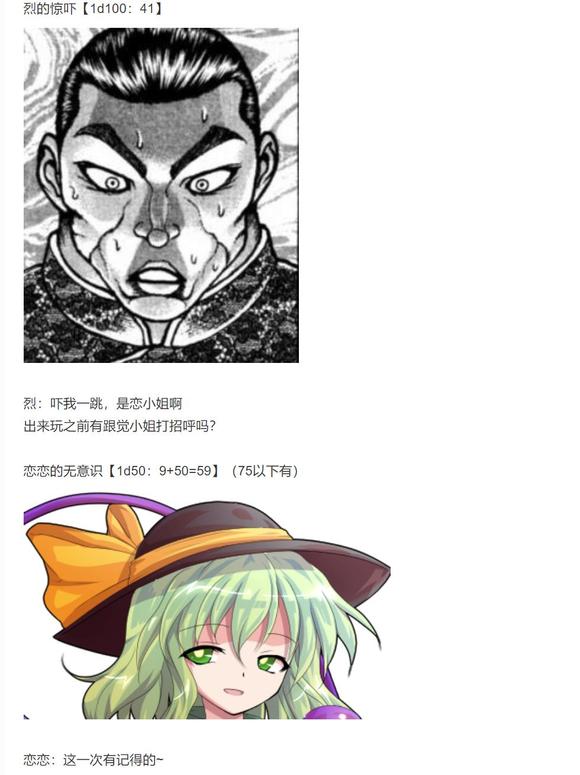 烈的惊吓【1d100：41】
烈：吓我一跳，是恋小姐啊
出来玩之前有跟觉小姐打招呼吗？
恋恋的无意识【1d50：9+50=59】（75以下有）
恋恋：这一次有记得的~